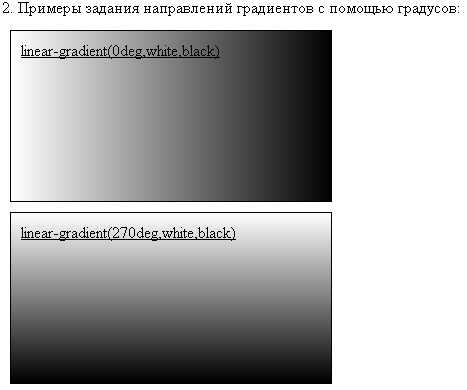 2. Примеры задания направлений градиентов с помощью градусов:
linear-gradient(0deg,white,black)
linear-gradient(270deg,white,black)